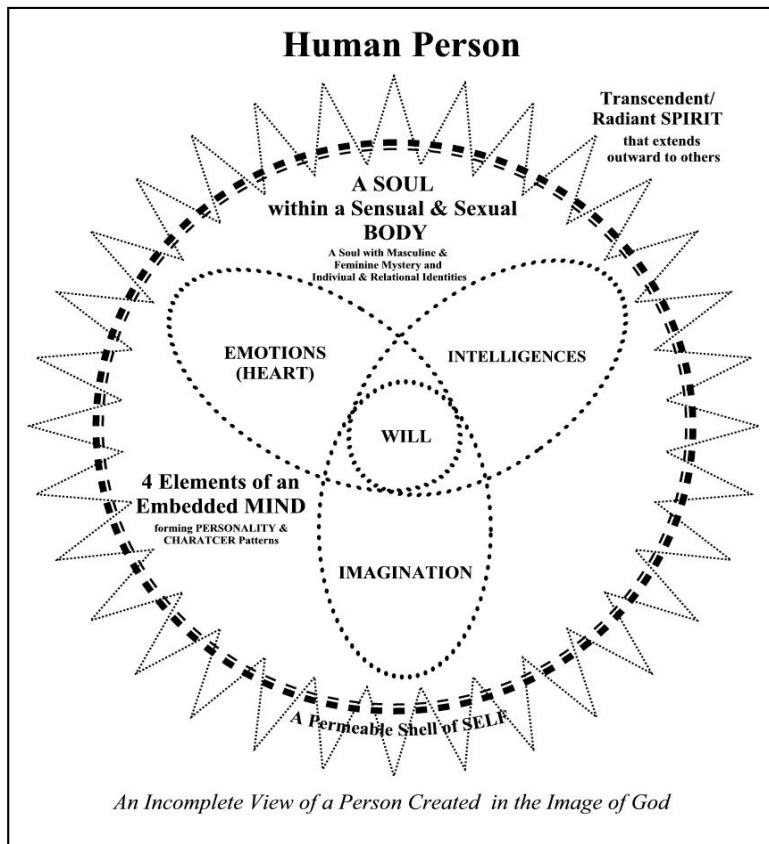 Human Person
Transcendent/
Radiant SPIRIT
that extends
outward to others
A SOUL
within a Sensual & Sexual
BODY
A Soul with Masculine &
Feminine Mystery and
Indiviual & Relational Identities
EMOTIONS
(HEART)
INTELLIGENCES
WILL
4 Elements of an
Embedded MIND
forming PERSONALITY &
CHARATCER Patterns
IMAGINATION
A Permeable Shell of SELF
An Incomplete View of a Person Created in the Image of God